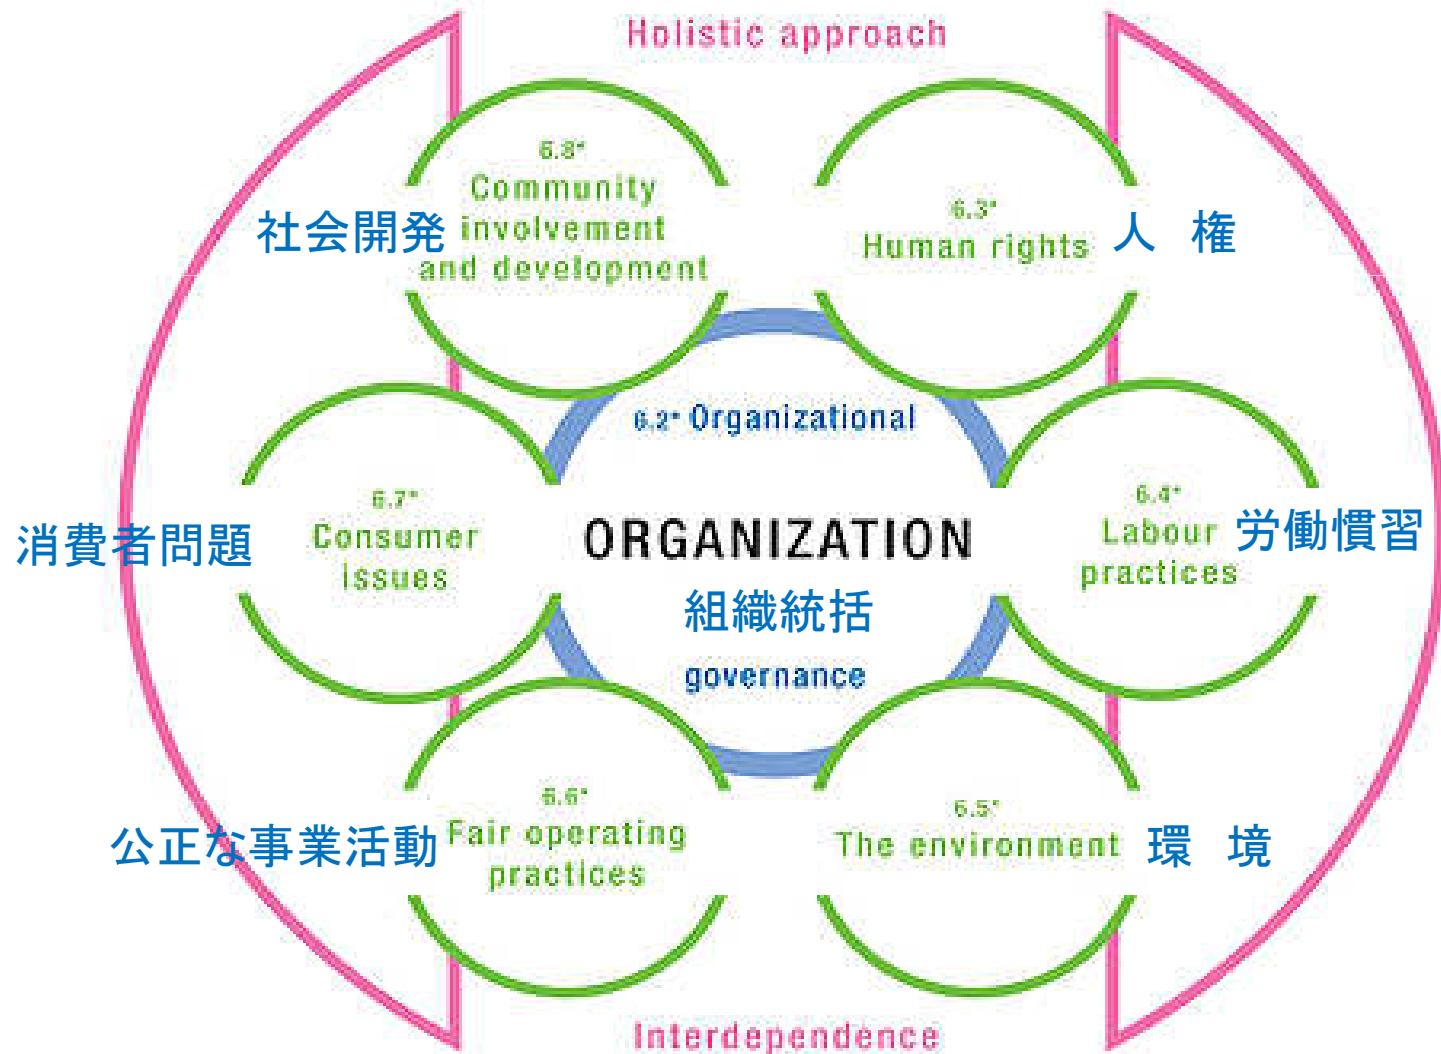 Holistic approach
6.8*
Community
involvement
and development
社会開発
6.3*
Human rights
人 権
6.2* Organizational
ORGANIZATION
組織統括
governance
6.7*
Consumer
issues
消費者問題
6.4*
Labour
practices
労働慣習
6.6*
Fair operating
practices
公正な事業活動
6.5*
The environment
環 境
Interdependence